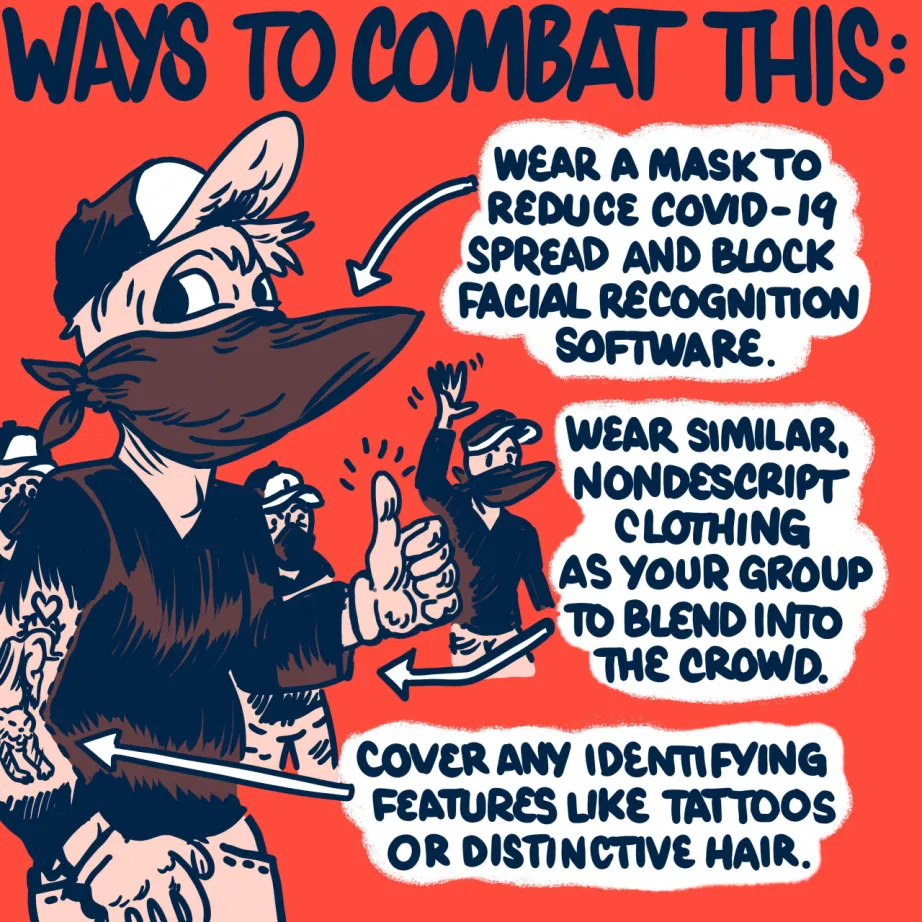 WAYS TO COMBAT THIS:
WEAR A MASK TO
REDUCE COVID-19
SPREAD AND BLOCK
FACIAL RECOGNITION
SOFTWARE.
WEAR SIMILAR,
NONDESCRIPT
CLOTHING
AS YOUR GROUP
TO BLEND INTO
THE CROWD.
COVER ANY IDENTIFYING
FEATURES LIKE TATTOOS
OR DISTINCTIVE HAIR.